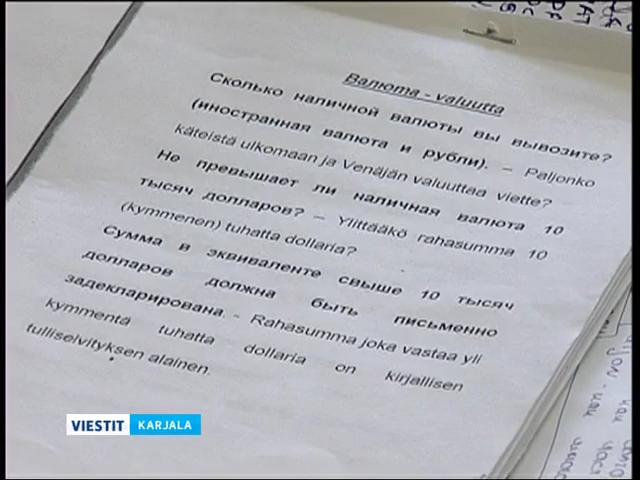 Валюта - valuutta
Сколько наличной валюты вы вывозите?
(иностранная валюта и рубли). – Paljonko
käteistä ulkomaan ja Venäjän valuuttaa viette?
Не превышает ли наличная валюта 10
тысяч долларов? – Ylittääkö rahasumma 10
(kymmenen) tuhatta dollaria?
Сумма в эквиваленте свыше 10 тысяч
долларов должна быть письменно
задекларирована. – Rahasumma joka vastaa yli
kymmentä tuhatta dollaria on kirjallisen
tulliselvityksen alainen.
VIESTIT KARJALA